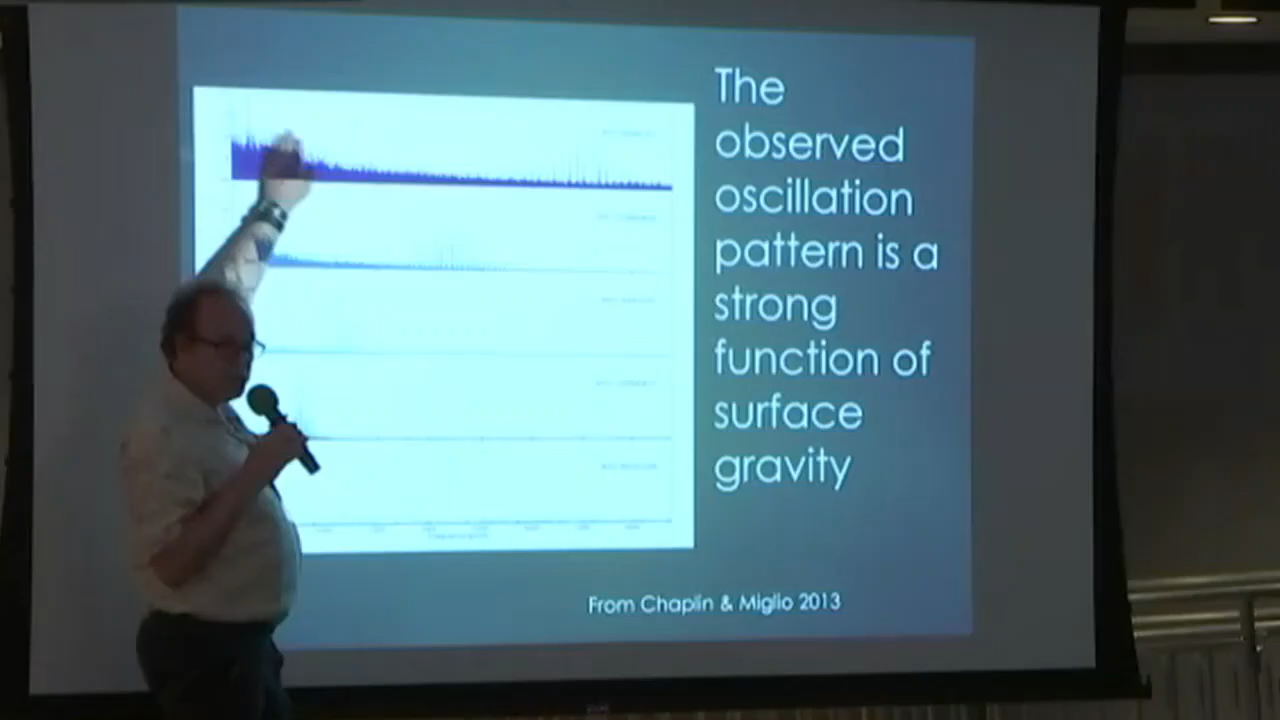 The
observed
oscillation
pattern is a
strong
function of
surface
gravity
From Chaplin & Miglio 2013